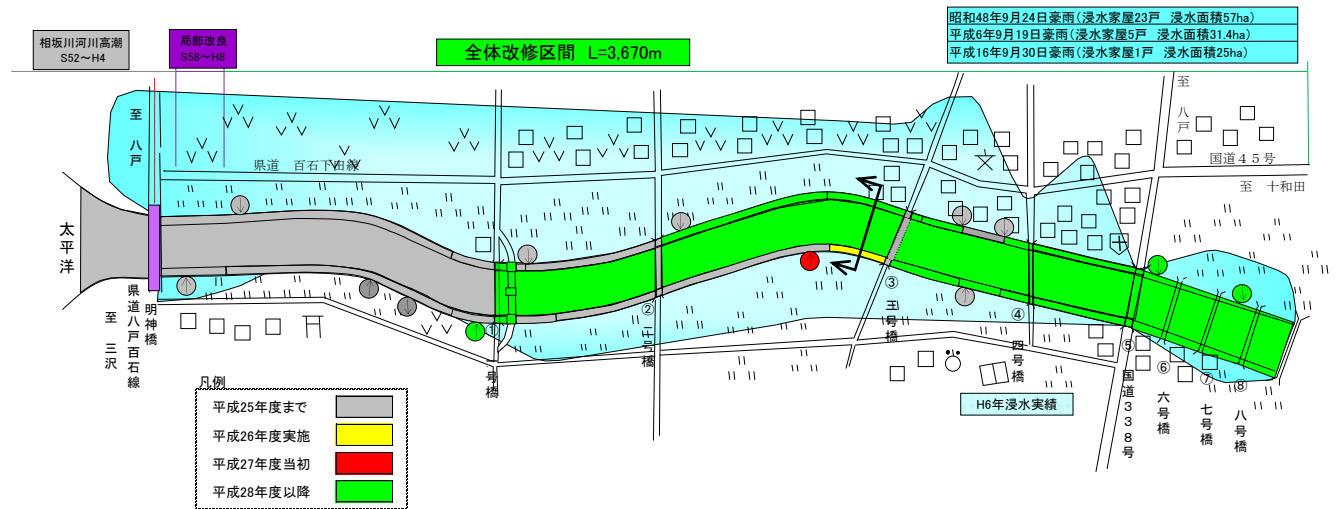 昭和48年9月24日豪雨(浸水家屋23戸 浸水面積57ha)
平成6年9月19日豪雨(浸水家屋5戸 浸水面積31.4ha)
平成16年9月30日豪雨(浸水家屋1戸 浸水面積25ha)
相坂川河川高潮
S52~H4
局部改良
S58~H8
全体改修区間 L=3,670m
至 八戸
至 八戸
県道 百石下田線
国道45号
至 十和田
太平洋
明神橋
県道八戸百石線
至 三沢
①
一号橋
②
二号橋
③
三号橋
④
四号橋
⑤
国道338号
⑥
六号橋
⑦
七号橋
⑧
八号橋
H6年浸水実績
凡例
平成25年度まで
平成26年度実施
平成27年度当初
平成28年度以降